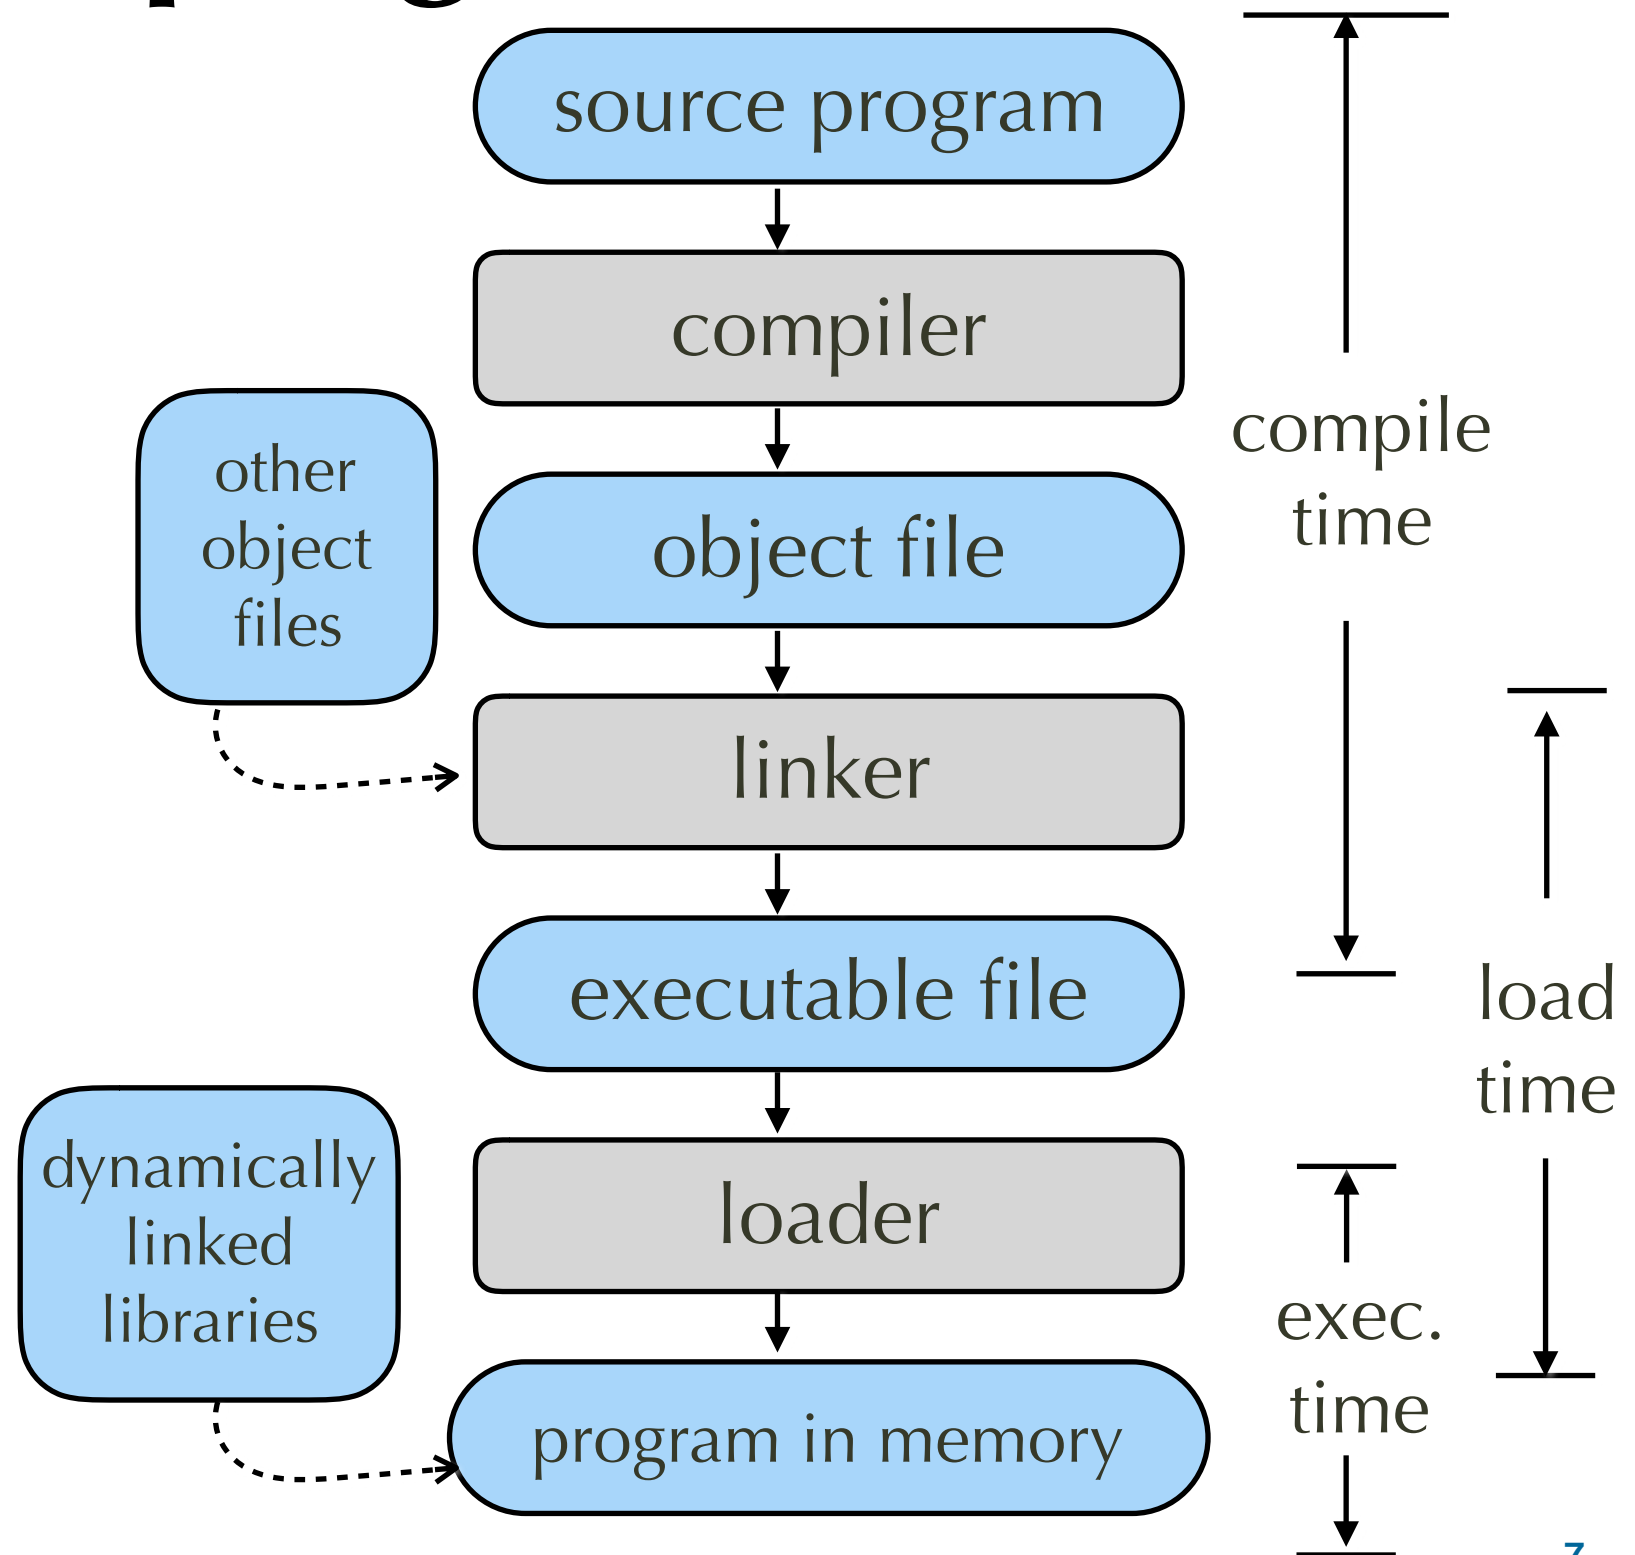 source program
compiler
compile
time
other
object
files
object file
linker
executable file
load
time
dynamically
linked
libraries
loader
exec.
time
program in memory
7